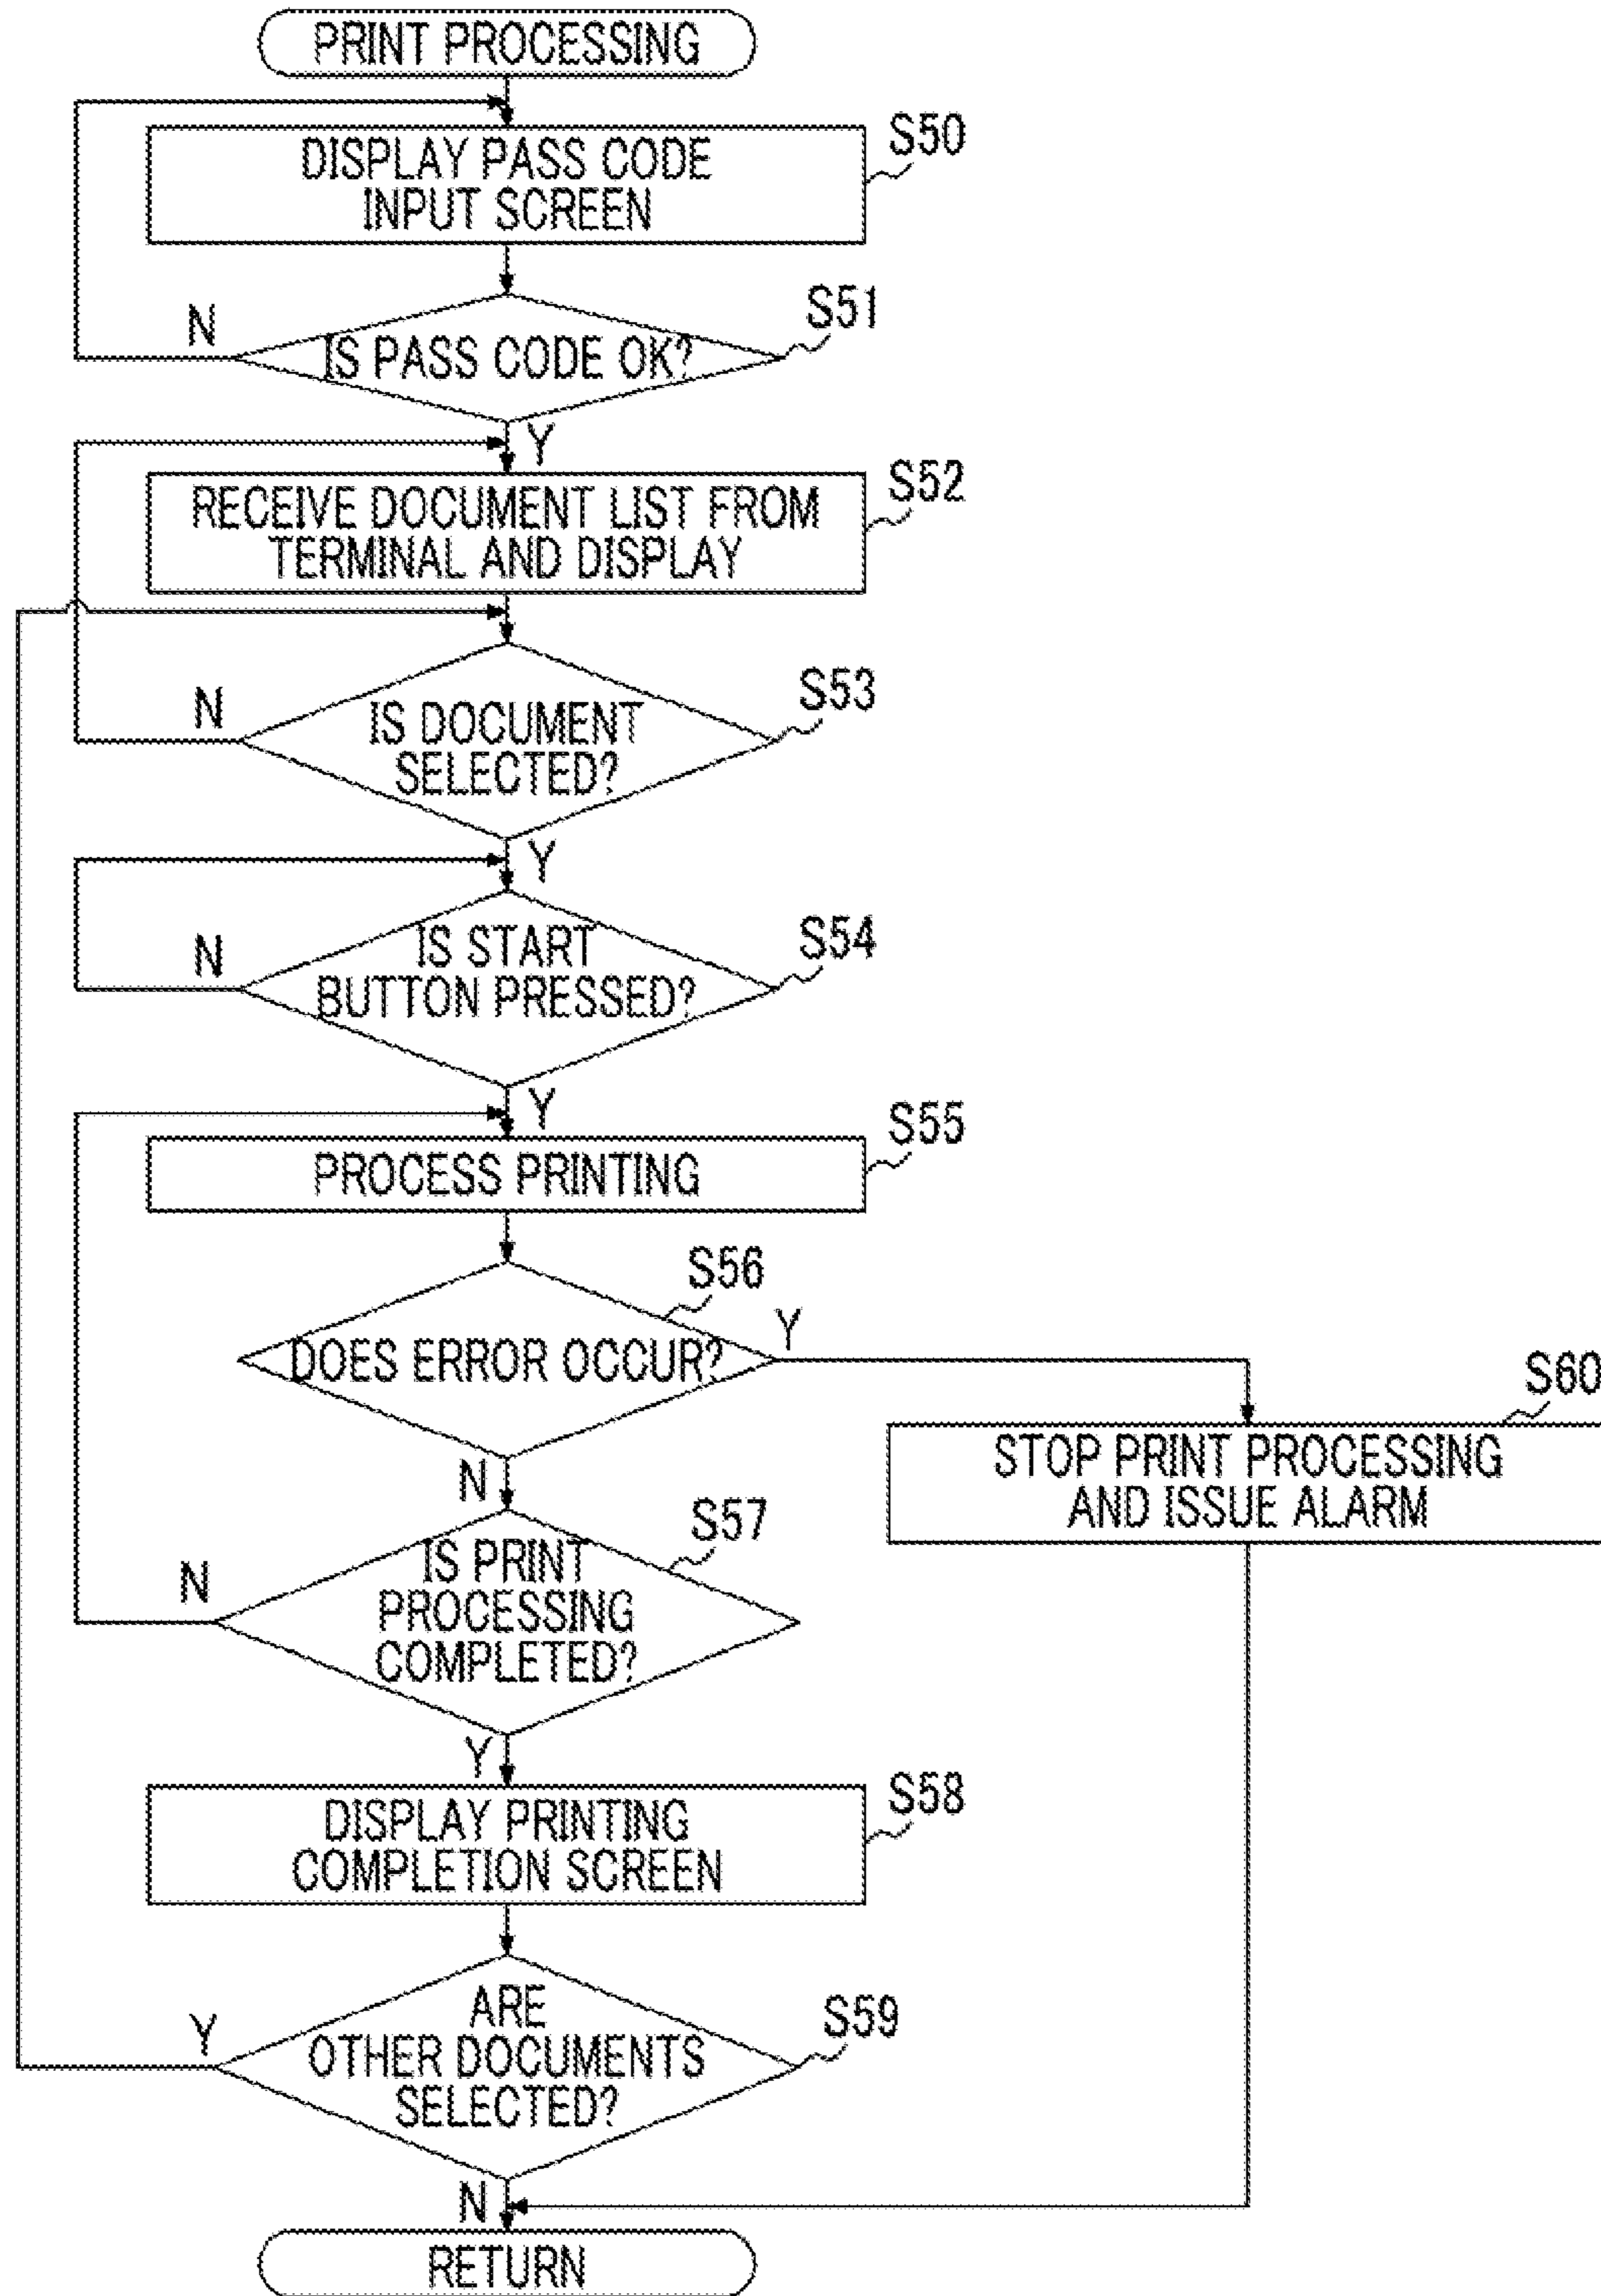 PRINT PROCESSING
DISPLAY PASS CODE
INPUT SCREEN
S50
N
IS PASS CODE OK?
S51
Y
RECEIVE DOCUMENT LIST FROM
TERMINAL AND DISPLAY
S52
N
IS DOCUMENT
SELECTED?
S53
Y
N
IS START
BUTTON PRESSED?
S54
Y
PROCESS PRINTING
S55
DOES ERROR OCCUR?
S56
Y
STOP PRINT PROCESSING
AND ISSUE ALARM
S60
N
N
IS PRINT
PROCESSING
COMPLETED?
S57
Y
DISPLAY PRINTING
COMPLETION SCREEN
S58
Y
ARE
OTHER DOCUMENTS
SELECTED?
S59
N
RETURN